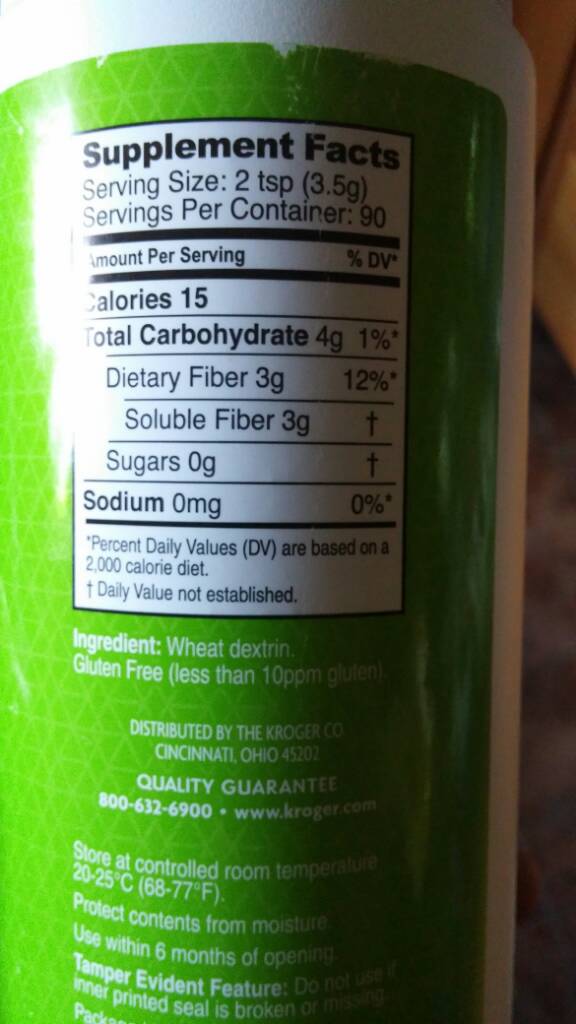 Supplement Facts
Serving Size: 2 tsp (3.5g)
Servings Per Container: 90
Amount Per Serving % DV*
Calories 15
Total Carbohydrate 4g 1%*
Dietary Fiber 3g 12%*
Soluble Fiber 3g †
Sugars 0g †
Sodium 0mg 0%*
*Percent Daily Values (DV) are based on a
2,000 calorie diet.
† Daily Value not established.
Ingredient: Wheat dextrin.
Gluten Free (less than 10ppm gluten).
DISTRIBUTED BY THE KROGER CO.
CINCINNATI, OHIO 45202
QUALITY GUARANTEE
800-632-6900 • www.kroger.com
Store at controlled room temperature
20-25°C (68-77°F).
Protect contents from moisture.
Use within 6 months of opening.
Tamper Evident Feature: Do not use if
inner printed seal is broken or missing.